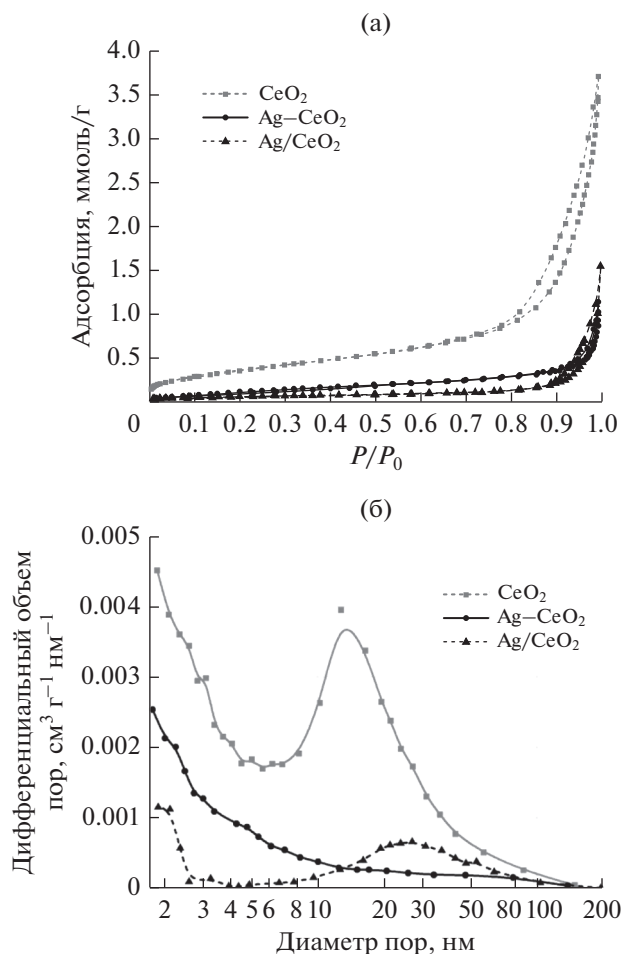 (а)
4.0
3.5
3.0
2.5
2.0
1.5
1.0
0.5
0
Адсорбция, ммоль/г
CeO₂
Ag–CeO₂
Ag/CeO₂
0.1 0.2 0.3 0.4 0.5 0.6 0.7 0.8 0.9 1.0
P/P₀
(б)
0.005
0.004
0.003
0.002
0.001
0
Дифференциальный объем
пор, см³ г⁻¹ нм⁻¹
CeO₂
Ag–CeO₂
Ag/CeO₂
2 3 4 5 6 8 10 20 30 50 80 100 200
Диаметр пор, нм